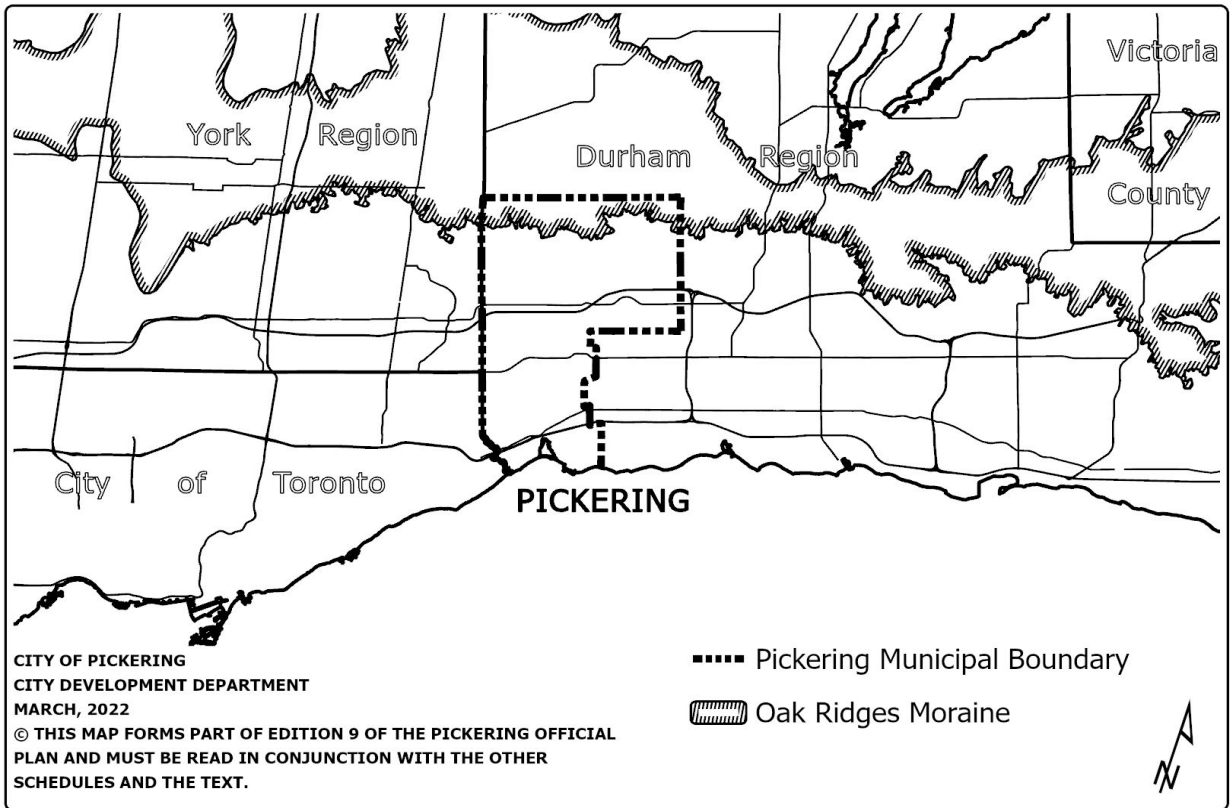 Victoria
York Region
Durham Region
County
City of Toronto
PICKERING
CITY OF PICKERING
CITY DEVELOPMENT DEPARTMENT
MARCH, 2022
© THIS MAP FORMS PART OF EDITION 9 OF THE PICKERING OFFICIAL
PLAN AND MUST BE READ IN CONJUNCTION WITH THE OTHER
SCHEDULES AND THE TEXT.
Pickering Municipal Boundary
Oak Ridges Moraine
N